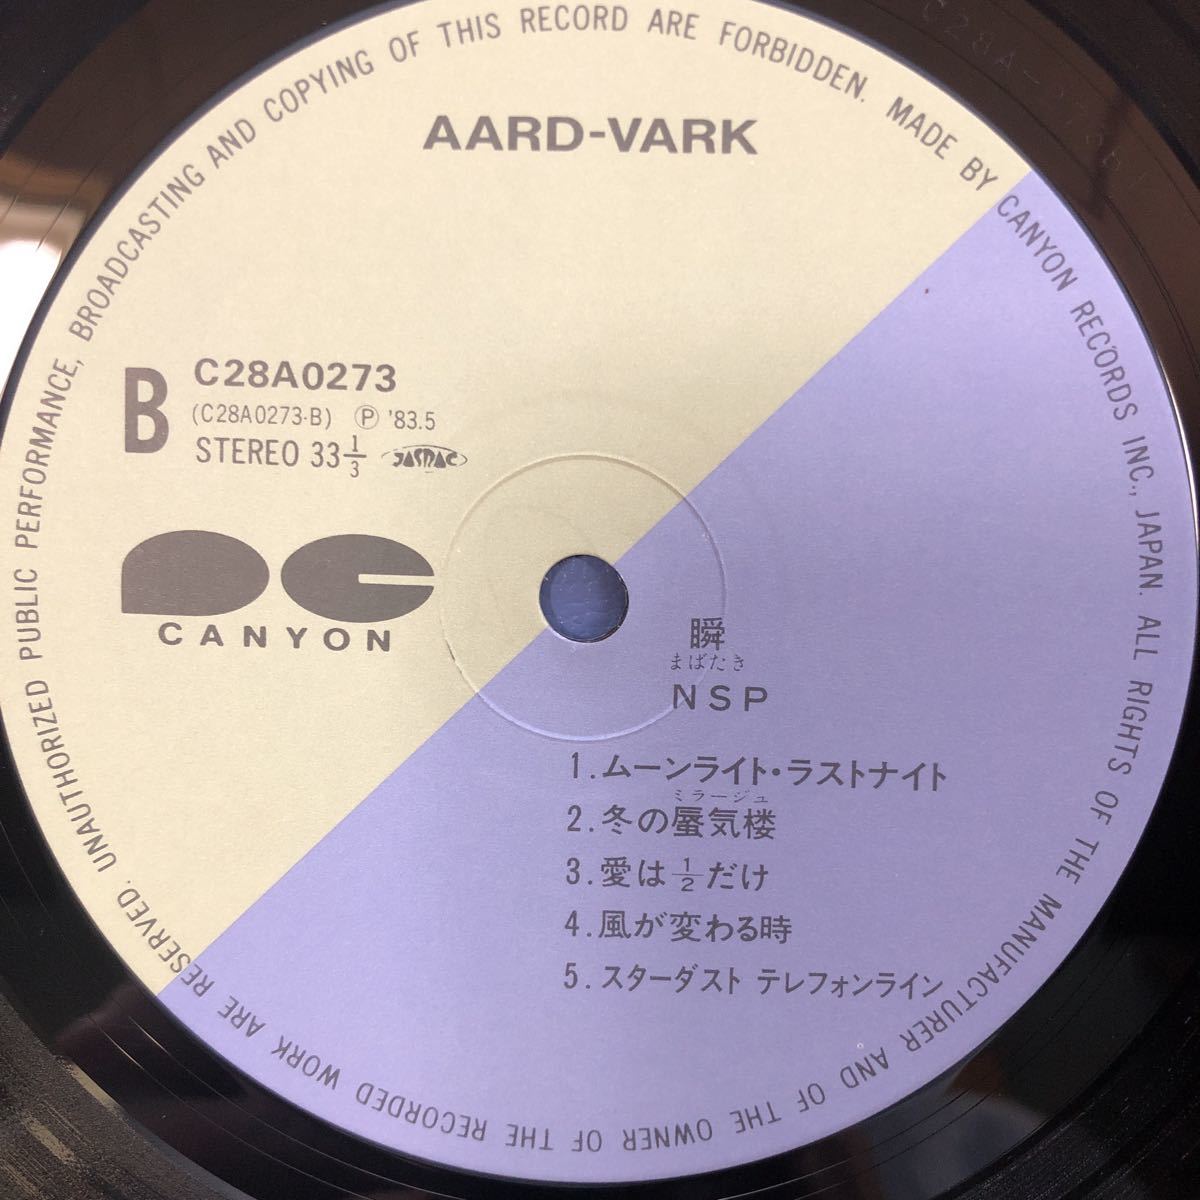 UNAUTHORIZED PUBLIC PERFORMANCE, BROADCASTING AND COPYING OF THIS RECORD ARE FORBIDDEN. MADE BY CANYON RECORDS INC., JAPAN. ALL RIGHTS OF THE MANUFACTURER AND OF THE OWNER OF THE RECORDED WORK ARE RESERVED.
AARD-VARK
B
C28A0273
(C28A0273-B) Ⓟ '83.5
STEREO 33 1/3 JASRAC
CANYON
瞬
まばたき
NSP
1. ムーンライト・ラストナイト
ミラージュ
2. 冬の蜃気楼
3. 愛は1/2だけ
4. 風が変わる時
5. スターダスト テレフォンライン